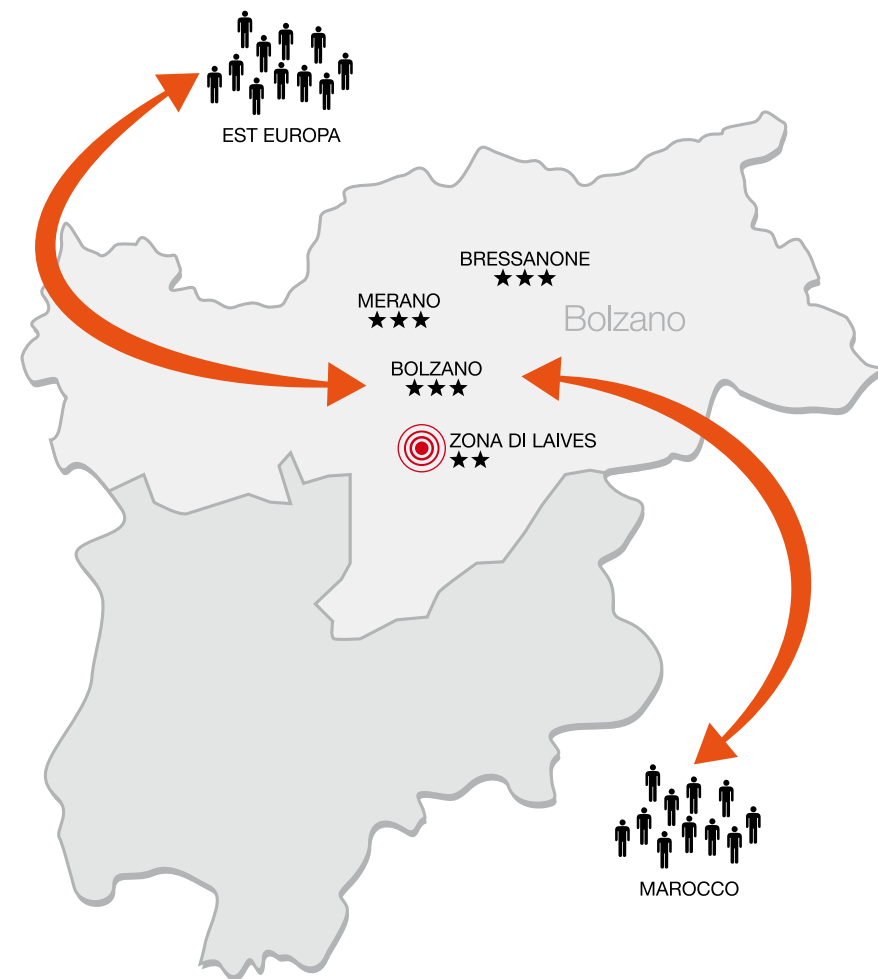 EST EUROPA
BRESSANONE
★★★
MERANO
★★★
Bolzano
BOLZANO
★★★
ZONA DI LAIVES
★★
MAROCCO